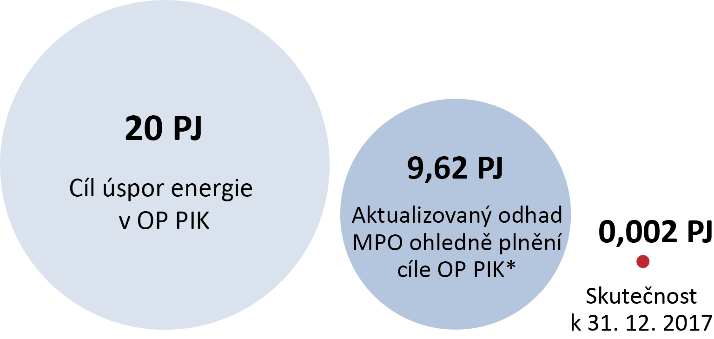 20 PJ
Cíl úspor energie
v OP PIK
9,62 PJ
Aktualizovaný odhad
MPO ohledně plnění
cíle OP PIK*
0,002 PJ
Skutečnost
k 31. 12. 2017